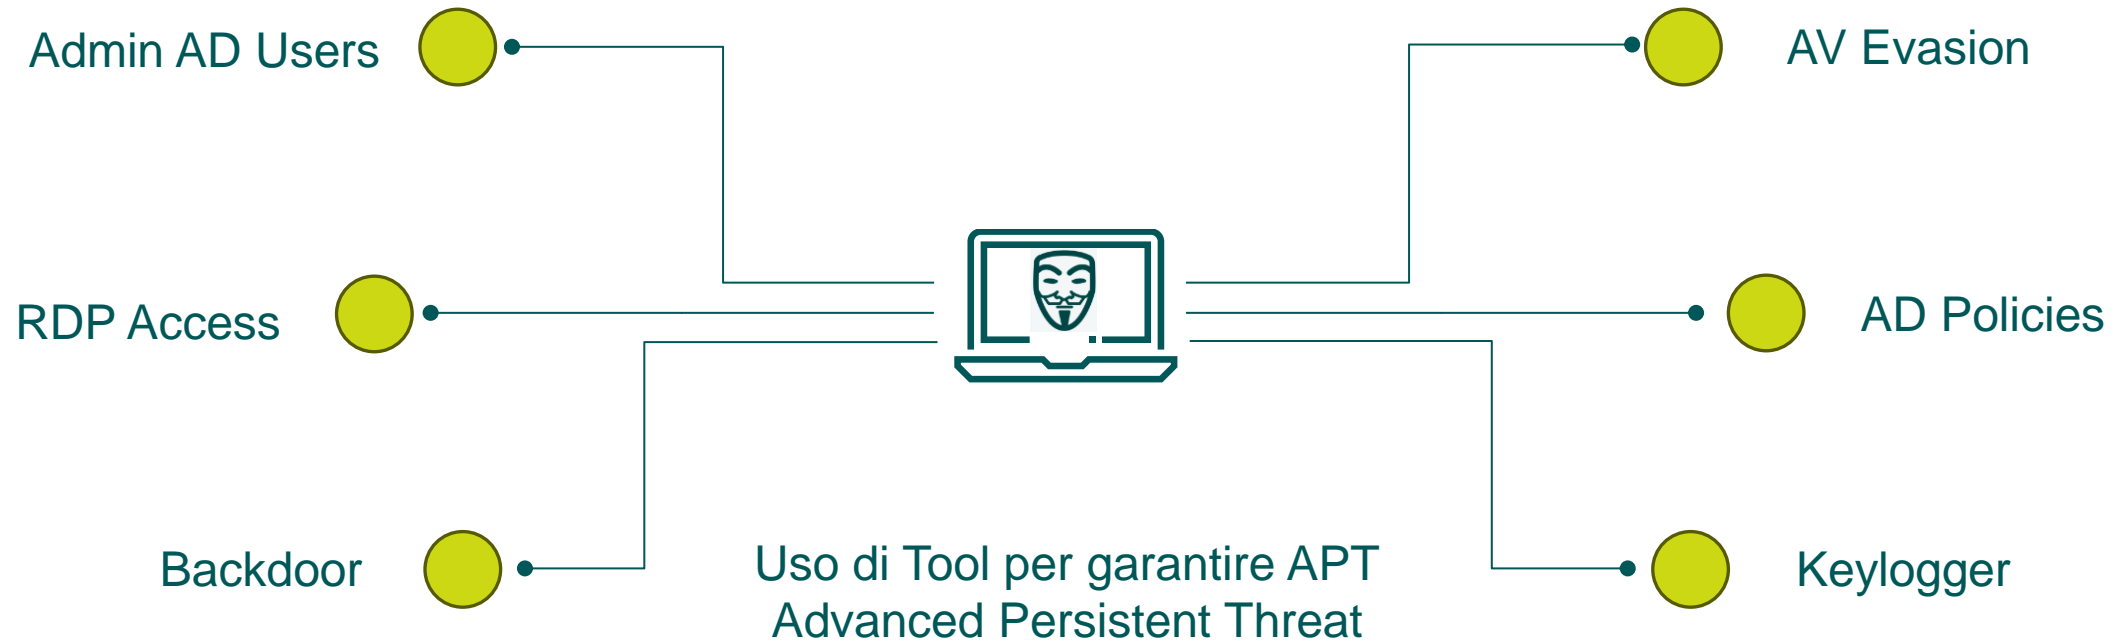 Admin AD Users
AV Evasion
RDP Access
AD Policies
Backdoor
Keylogger
Uso di Tool per garantire APT
Advanced Persistent Threat